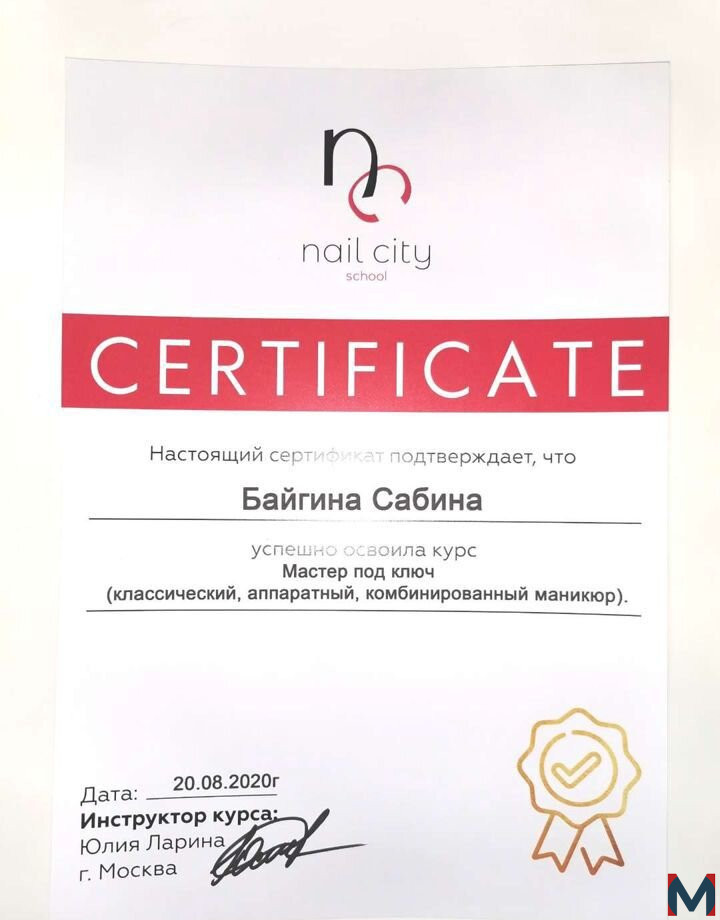 nc
nail city
school
CERTIFICATE
Настоящий сертификат подтверждает, что
Байгина Сабина
успешно освоила курс
Мастер под ключ
(классический, аппаратный, комбинированный маникюр).
Дата: 20.08.2020г
Инструктор курса:
Юлия Ларина
г. Москва
M